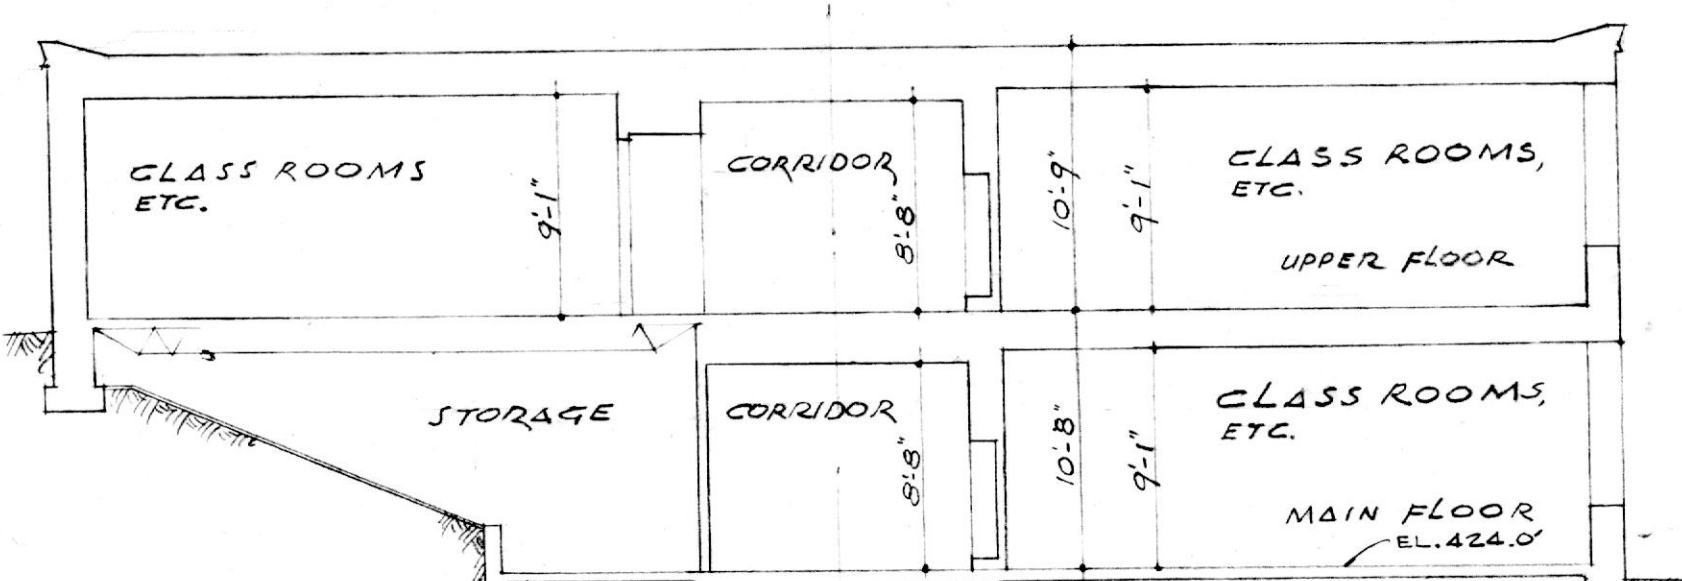 CLASS ROOMS
ETC.
9'-1"
CORRIDOR
8'-8"
10'-9"
9'-1"
CLASS ROOMS,
ETC.
UPPER FLOOR
STORAGE
CORRIDOR
8'-8"
10'-8"
9'-1"
CLASS ROOMS,
ETC.
MAIN FLOOR
EL. 424.0'